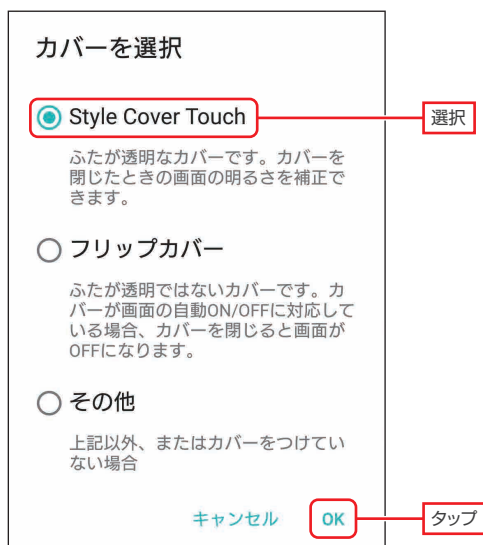 カバーを選択
Style Cover Touch
選択
ふたが透明なカバーです。カバーを
閉じたときの画面の明るさを補正で
きます。
フリップカバー
ふたが透明ではないカバーです。カ
バーが画面の自動ON/OFFに対応して
いる場合、カバーを閉じると画面が
OFFになります。
その他
上記以外、またはカバーをつけてい
ない場合
キャンセル
OK
タップ